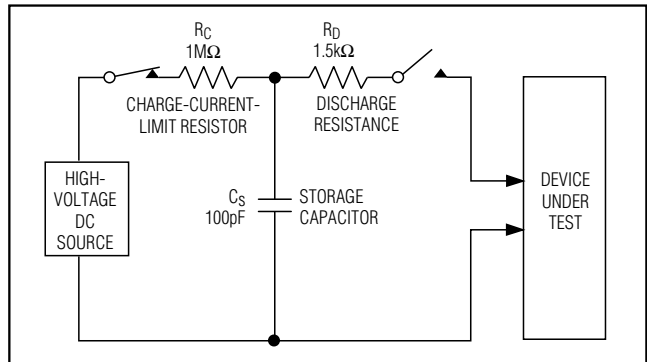 RC
1MΩ
CHARGE-CURRENT-
LIMIT RESISTOR
RD
1.5kΩ
DISCHARGE
RESISTANCE
HIGH-
VOLTAGE
DC
SOURCE
CS
100pF
STORAGE
CAPACITOR
DEVICE
UNDER
TEST